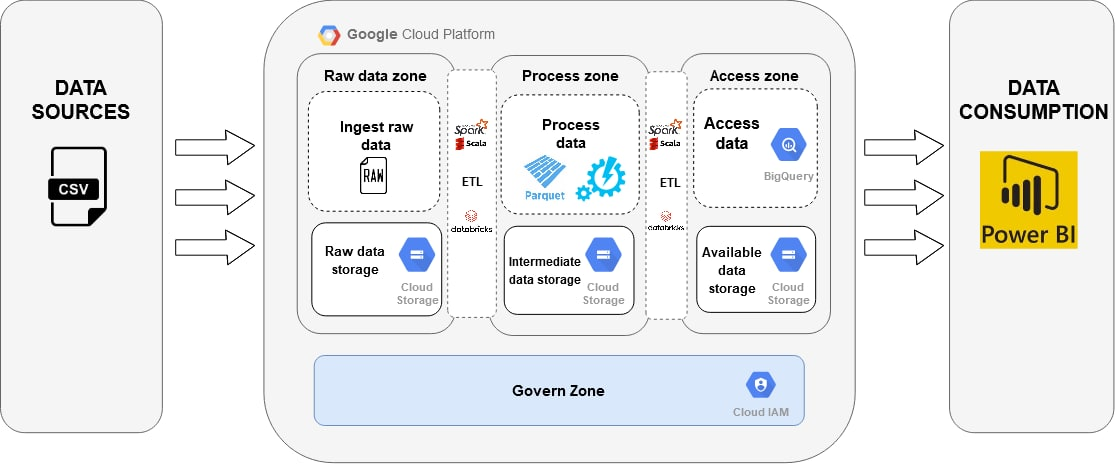 DATA
SOURCES
CSV
Google Cloud Platform
Raw data zone
Ingest raw
data
RAW
Raw data
storage
Cloud
Storage
Spark
Scala
ETL
databricks
Process zone
Process
data
Parquet
Intermediate
data storage
Cloud
Storage
Spark
Scala
ETL
databricks
Access zone
Access
data
BigQuery
Available
data
storage
Cloud
Storage
Govern Zone
Cloud IAM
DATA
CONSUMPTION
Power BI